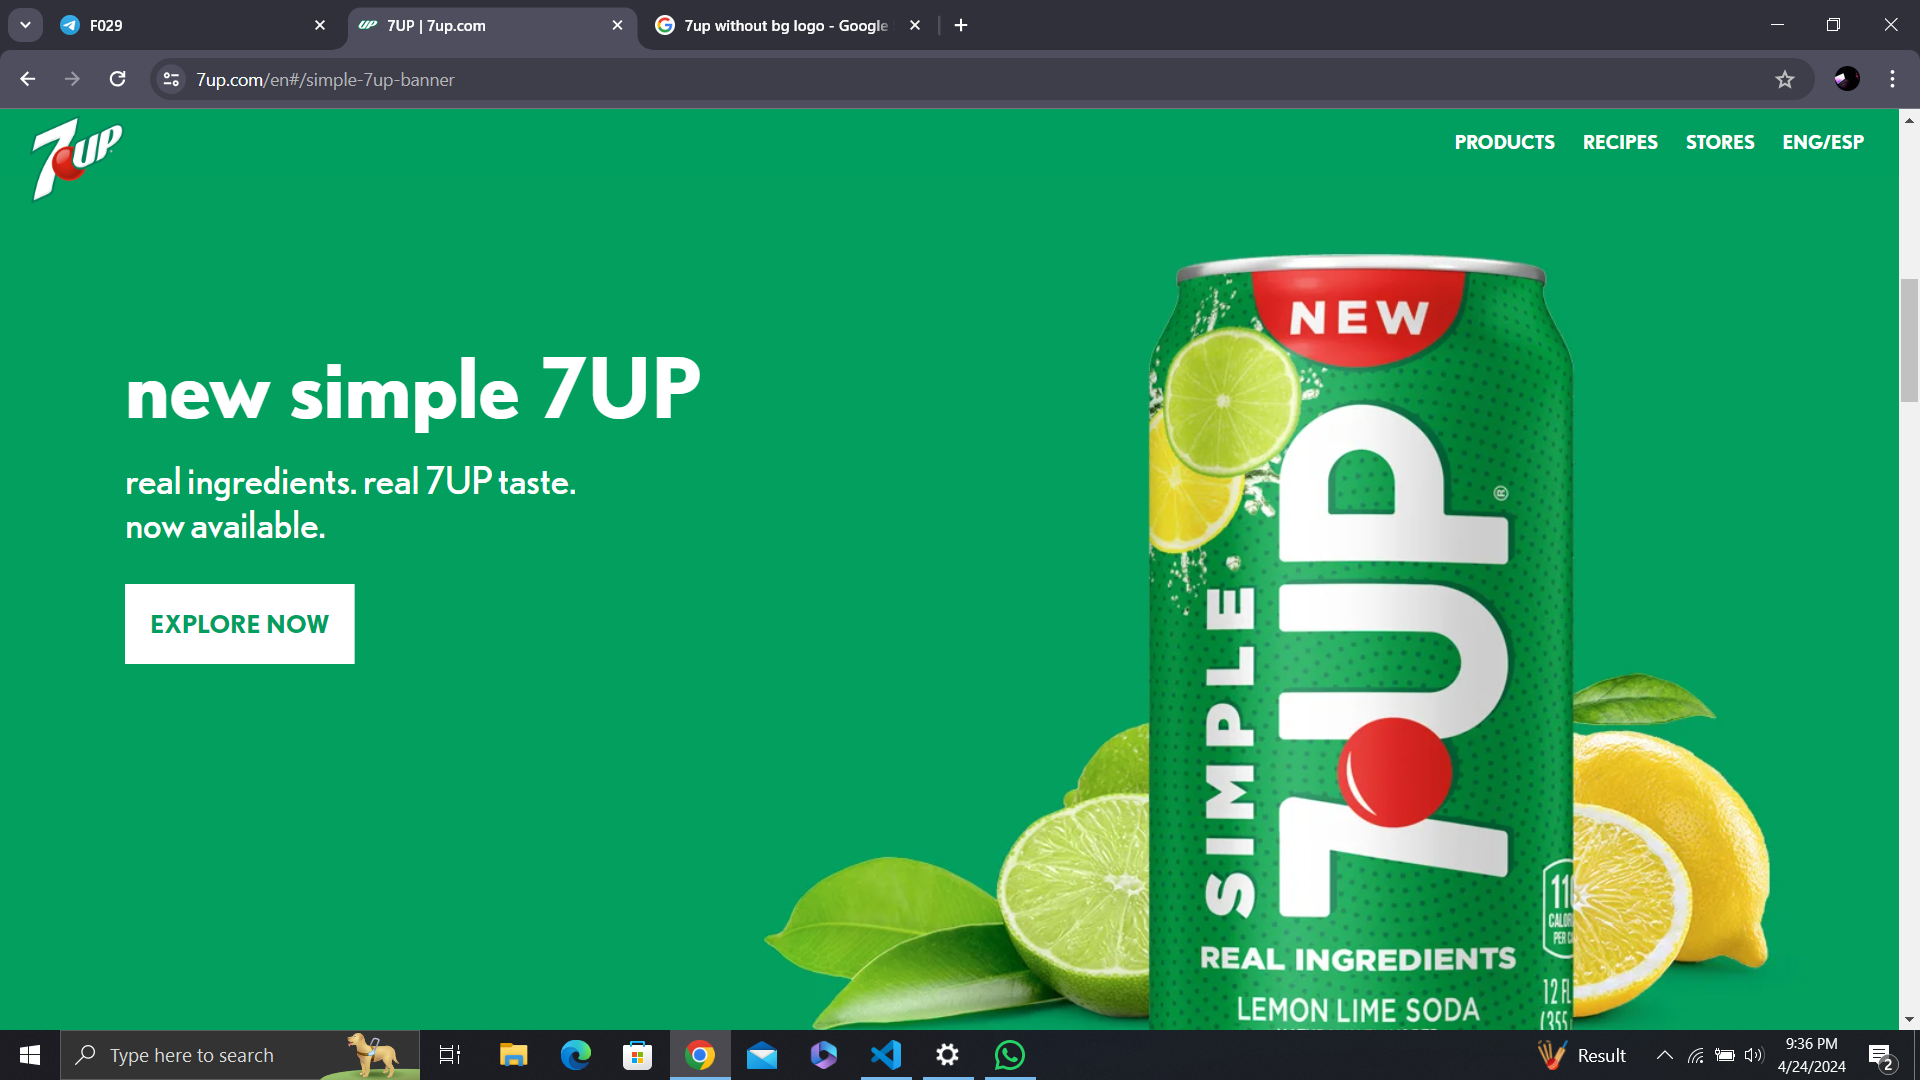 F029
7UP | 7up.com
7up without bg logo - Google
7up.com/en#/simple-7up-banner
7UP
PRODUCTS RECIPES STORES ENG/ESP
new simple 7UP
real ingredients. real 7UP taste.
now available.
EXPLORE NOW
NEW
SIMPLE
7UP®
REAL INGREDIENTS
LEMON LIME SODA
12 FL
(355
Type here to search
Result
9:36 PM
4/24/2024
2